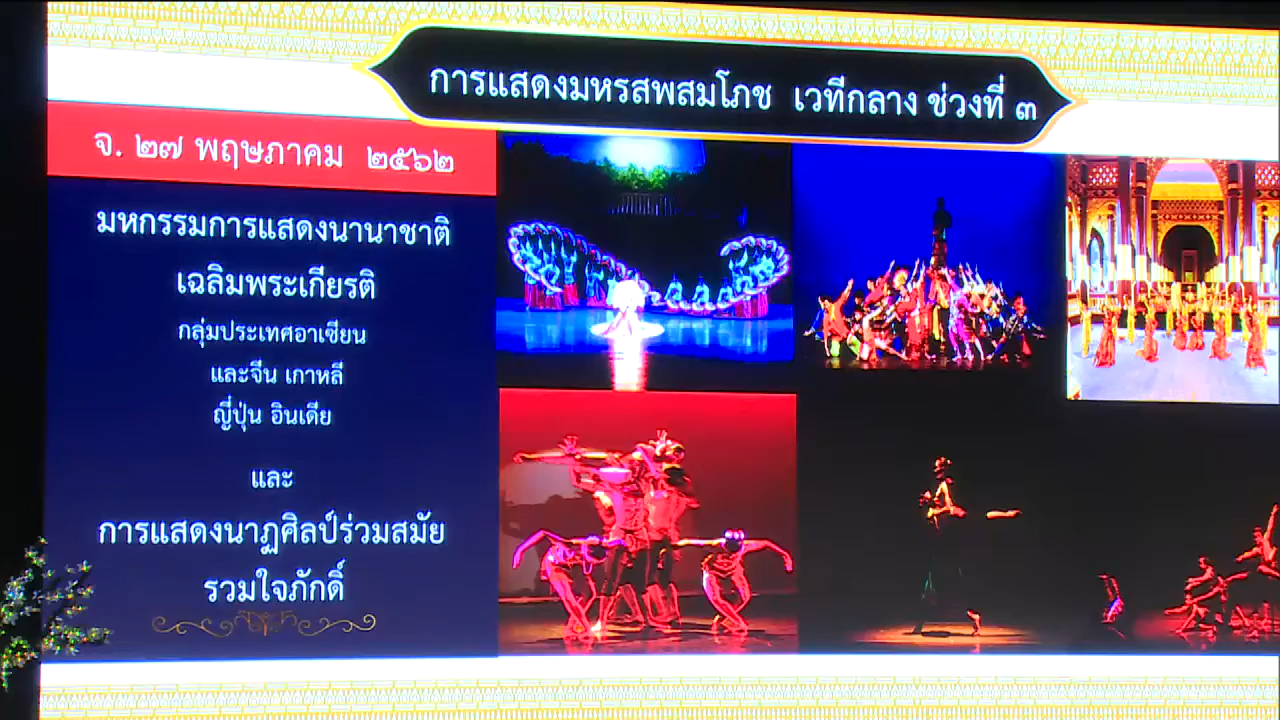 การแสดงมหรสพสมโภช เวทีกลาง ช่วงที่ ๓
จ. ๒๗ พฤษภาคม ๒๕๖๒
มหกรรมการแสดงนานาชาติ
เฉลิมพระเกียรติ
กลุ่มประเทศอาเซียน
และจีน เกาหลี
ญี่ปุ่น อินเดีย
และ
การแสดงนาฏศิลป์ร่วมสมัย
รวมใจภักดิ์